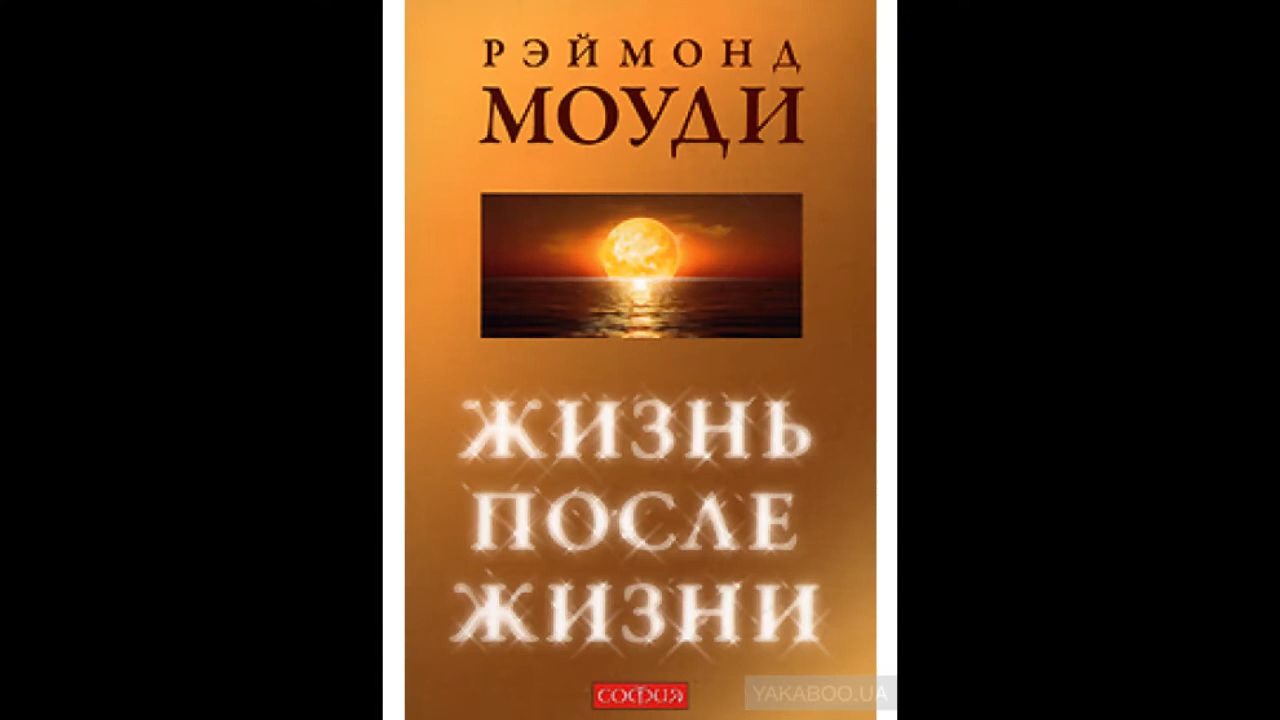 РЭЙМОНД
МОУДИ
ЖИЗНЬ
ПОСЛЕ
ЖИЗНИ
СОФИЯ
YAKABOO.UA